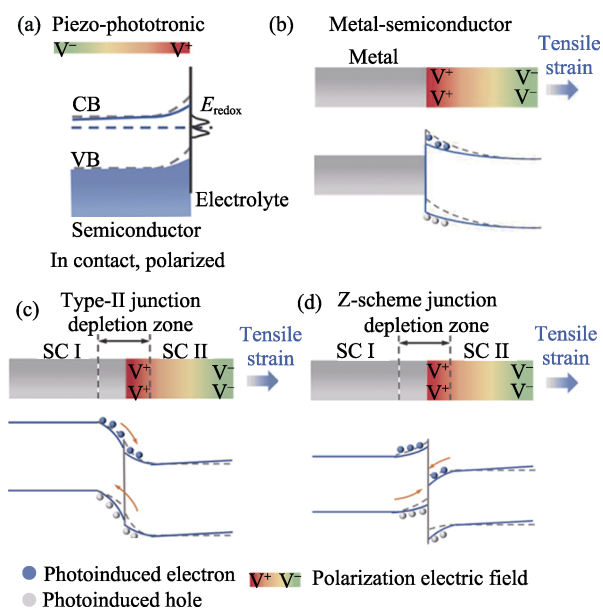 (a) Piezo-phototronic
V⁻ V⁺
CB
E_redox
VB
Electrolyte
Semiconductor
In contact, polarized
(b) Metal-semiconductor
Metal
Tensile
strain
V⁺ V⁻
V⁺ V⁻
(c) Type-II junction
depletion zone
SC I SC II
Tensile
strain
V⁺ V⁻
V⁺ V⁻
(d) Z-scheme junction
depletion zone
SC I SC II
Tensile
strain
V⁺ V⁻
V⁺ V⁻
Photoinduced electron
Photoinduced hole
V⁺ V⁻ Polarization electric field